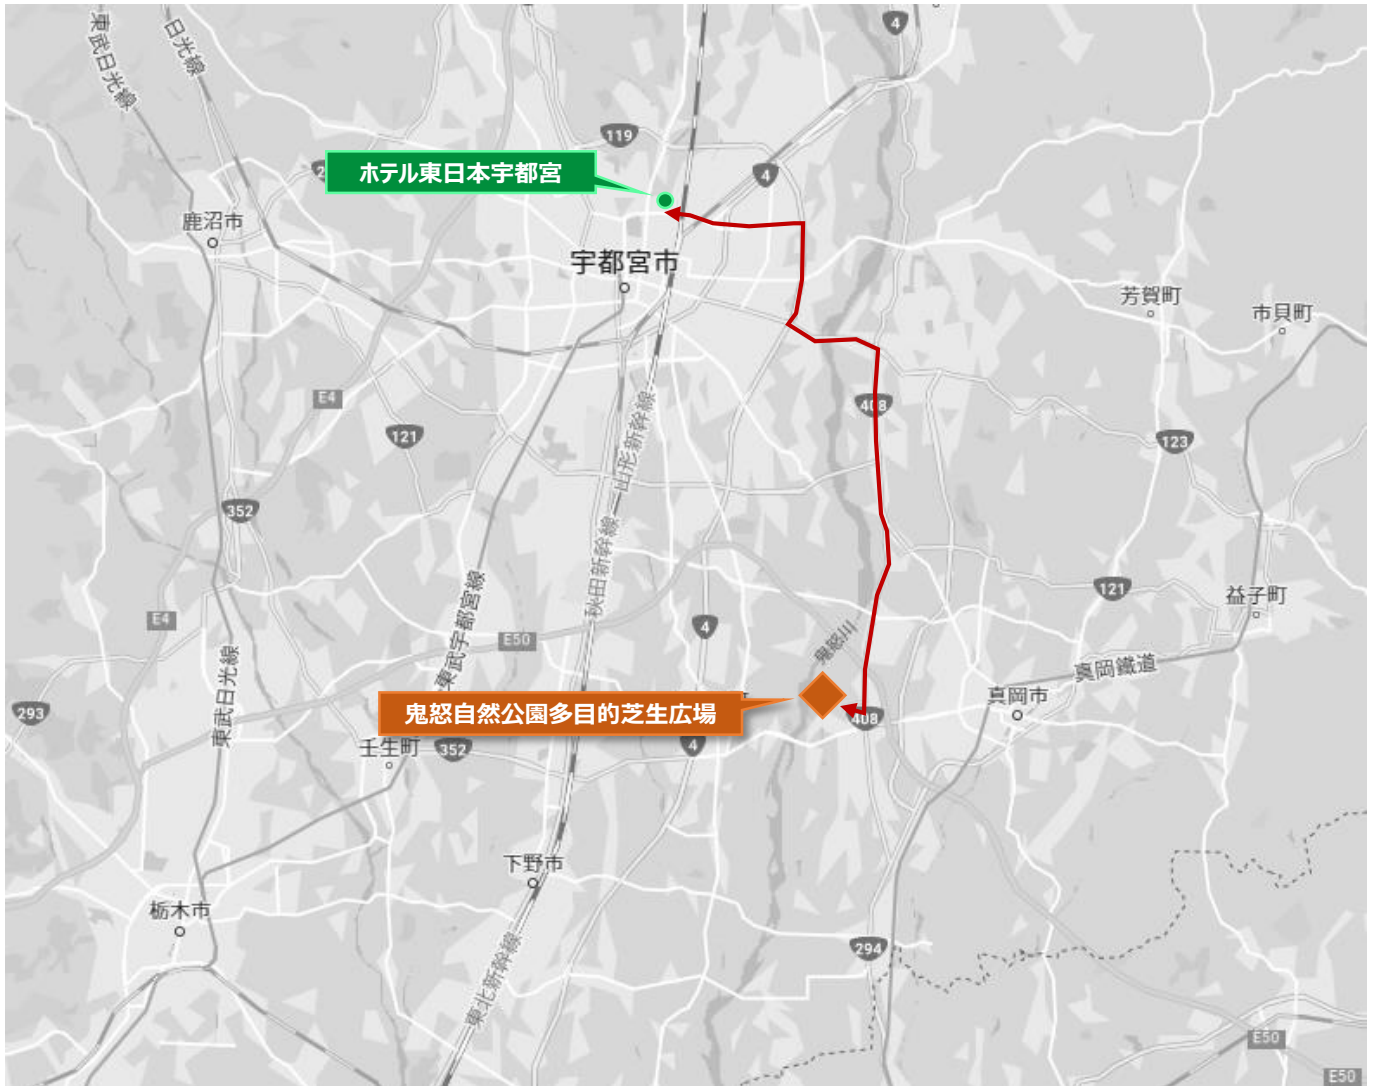 東武日光線
日光線
4
119
4
ホテル東日本宇都宮
鹿沼市
宇都宮市
芳賀町
市貝町
E4
408
121
123
山形新幹線
352
秋田新幹線
121
益子町
E4
東武宇都宮線
4
E50
鬼怒川
真岡鐵道
東武日光線
真岡市
293
鬼怒自然公園多目的芝生広場
408
壬生町
352
4
下野市
栃木市
294
東北新幹線
E50
E50